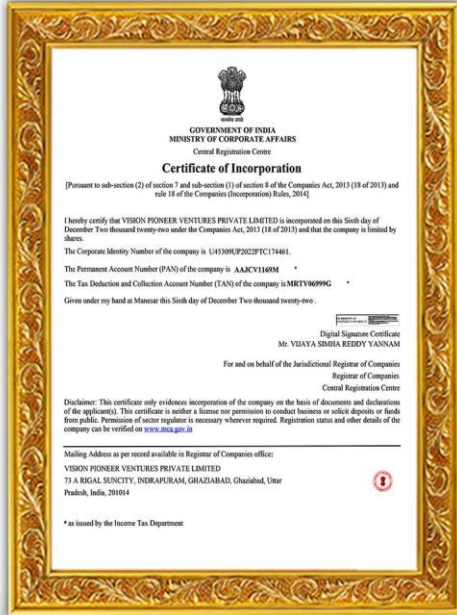 सत्यमेव जयते
GOVERNMENT OF INDIA
MINISTRY OF CORPORATE AFFAIRS
Central Registration Centre
Certificate of Incorporation
[Pursuant to sub-section (2) of section 7 and sub-section (1) of section 8 of the Companies Act, 2013 (18 of 2013) and
rule 18 of the Companies (Incorporation) Rules, 2014]
I hereby certify that VISION PIONEER VENTURES PRIVATE LIMITED is incorporated on this Sixth day of
December Two thousand twenty-two under the Companies Act, 2013 (18 of 2013) and that the company is limited by
shares.
The Corporate Identity Number of the company is U45309UP2022PTC174461.
The Permanent Account Number (PAN) of the company is AAJCV1169M *
The Tax Deduction and Collection Account Number (TAN) of the company is MRTV06999G *
Given under my hand at Manesar this Sixth day of December Two thousand twenty-two .
Digital Signature Certificate
Mr. VIJAYA SIMHA REDDY YANNAM
For and on behalf of the Jurisdictional Registrar of Companies
Registrar of Companies
Central Registration Centre
Disclaimer: This certificate only evidences incorporation of the company on the basis of documents and declarations
of the applicant(s). This certificate is neither a license nor permission to conduct business or solicit deposits or funds
from public. Permission of sector regulator is necessary wherever required. Registration status and other details of the
company can be verified on www.mca.gov.in
Mailing Address as per record available in Registrar of Companies office:
VISION PIONEER VENTURES PRIVATE LIMITED
73 A RIGAL SUNCITY, INDRAPURAM, GHAZIABAD, Ghaziabad, Uttar
Pradesh, India, 201014
* as issued by the Income Tax Department